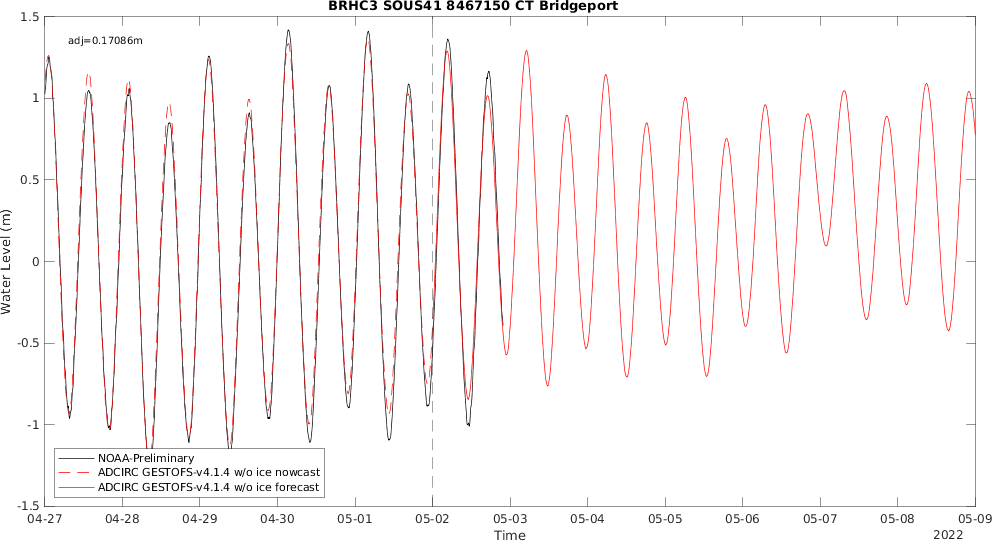 BRHC3 SOUS41 8467150 CT Bridgeport
adj=0.17086m
1.5
1
0.5
0
-0.5
-1
-1.5
Water Level (m)
NOAA-Preliminary
ADCIRC GESTOFS-v4.1.4 w/o ice nowcast
ADCIRC GESTOFS-v4.1.4 w/o ice forecast
04-27 04-28 04-29 04-30 05-01 05-02 05-03 05-04 05-05 05-06 05-07 05-08 05-09
Time
2022